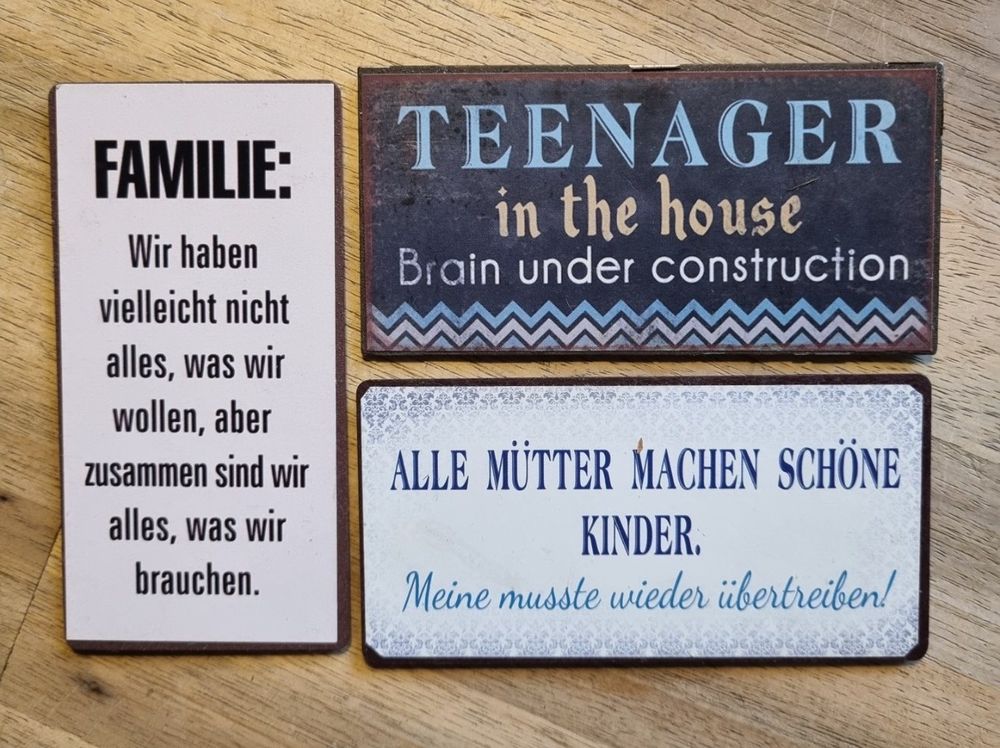 FAMILIE:
Wir haben
vielleicht nicht
alles, was wir
wollen, aber
zusammen sind wir
alles, was wir
brauchen.
TEENAGER
in the house
Brain under construction
ALLE MÜTTER MACHEN SCHÖNE
KINDER.
Meine musste wieder übertreiben!